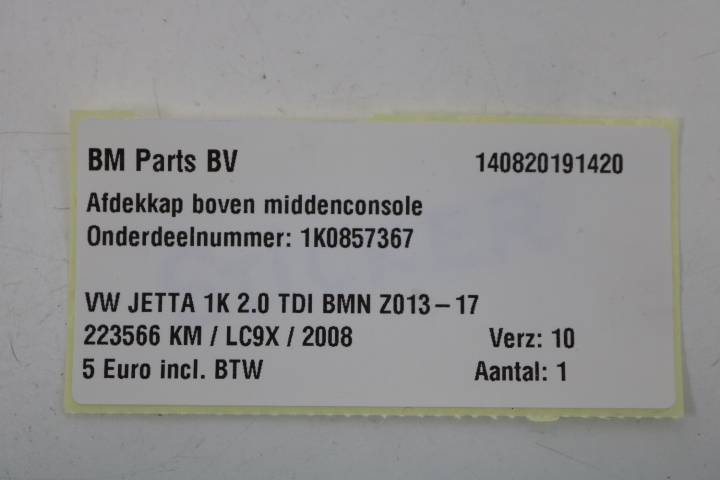 BM Parts BV 140820191420
Afdekkap boven middenconsole
Onderdeelnummer: 1K0857367
VW JETTA 1K 2.0 TDI BMN Z013-17
223566 KM / LC9X / 2008 Verz: 10
5 Euro incl. BTW Aantal: 1